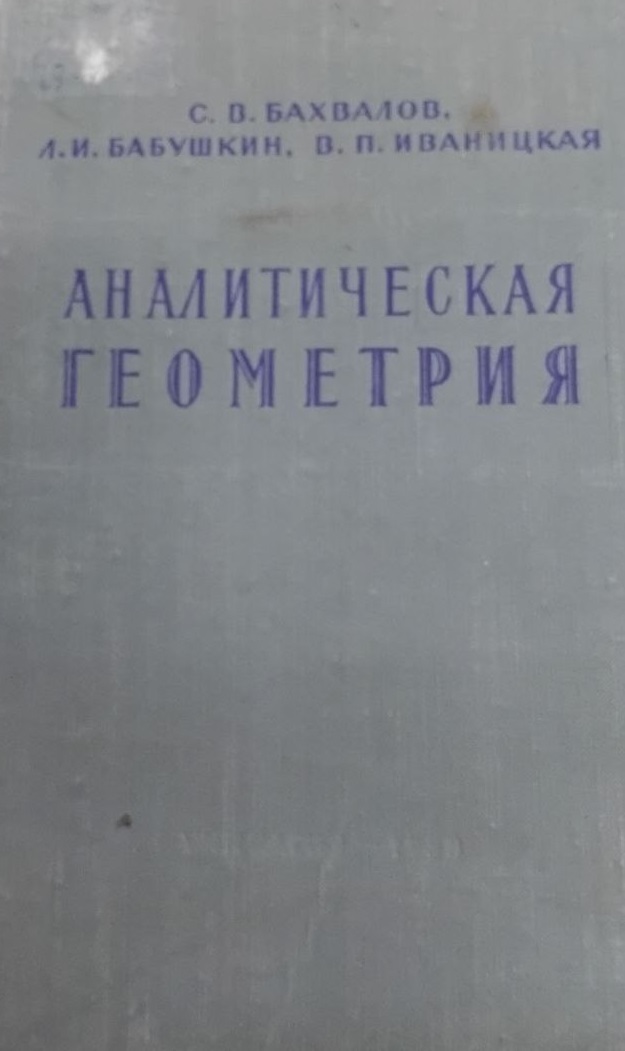 С. В. БАХВАЛОВ,
Л. И. БАБУШКИН, В. П. ИВАНИЦКАЯ
АНАЛИТИЧЕСКАЯ
ГЕОМЕТРИЯ